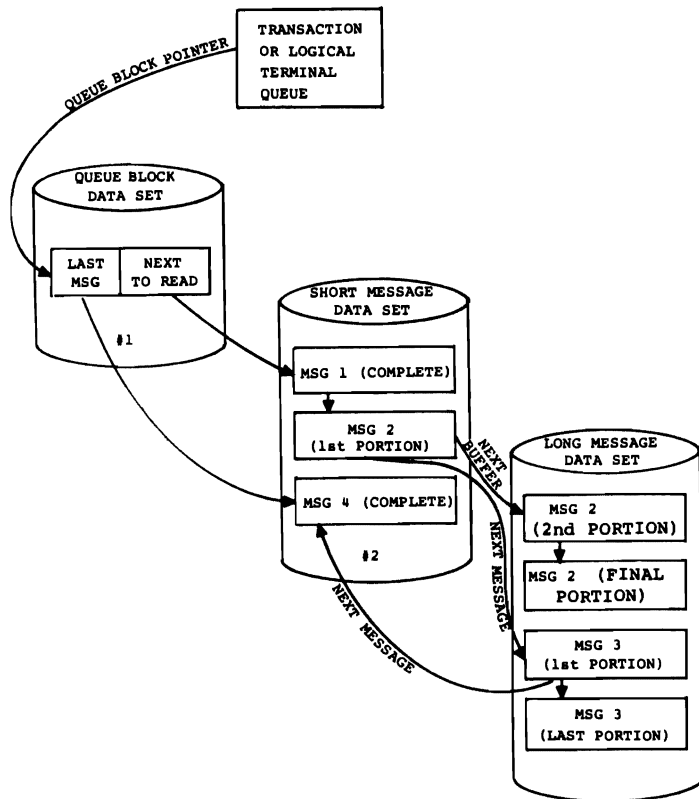 TRANSACTION
OR LOGICAL
TERMINAL
QUEUE
QUEUE BLOCK POINTER
QUEUE BLOCK
DATA SET
LAST
MSG
NEXT
TO READ
#1
SHORT MESSAGE
DATA SET
MSG 1 (COMPLETE)
MSG 2
(1st PORTION)
MSG 4 (COMPLETE)
#2
NEXT
BUFFER
NEXT MESSAGE
NEXT MESSAGE
LONG MESSAGE
DATA SET
MSG 2
(2nd PORTION)
MSG 2 (FINAL
PORTION)
MSG 3
(1st PORTION)
MSG 3
(LAST PORTION)